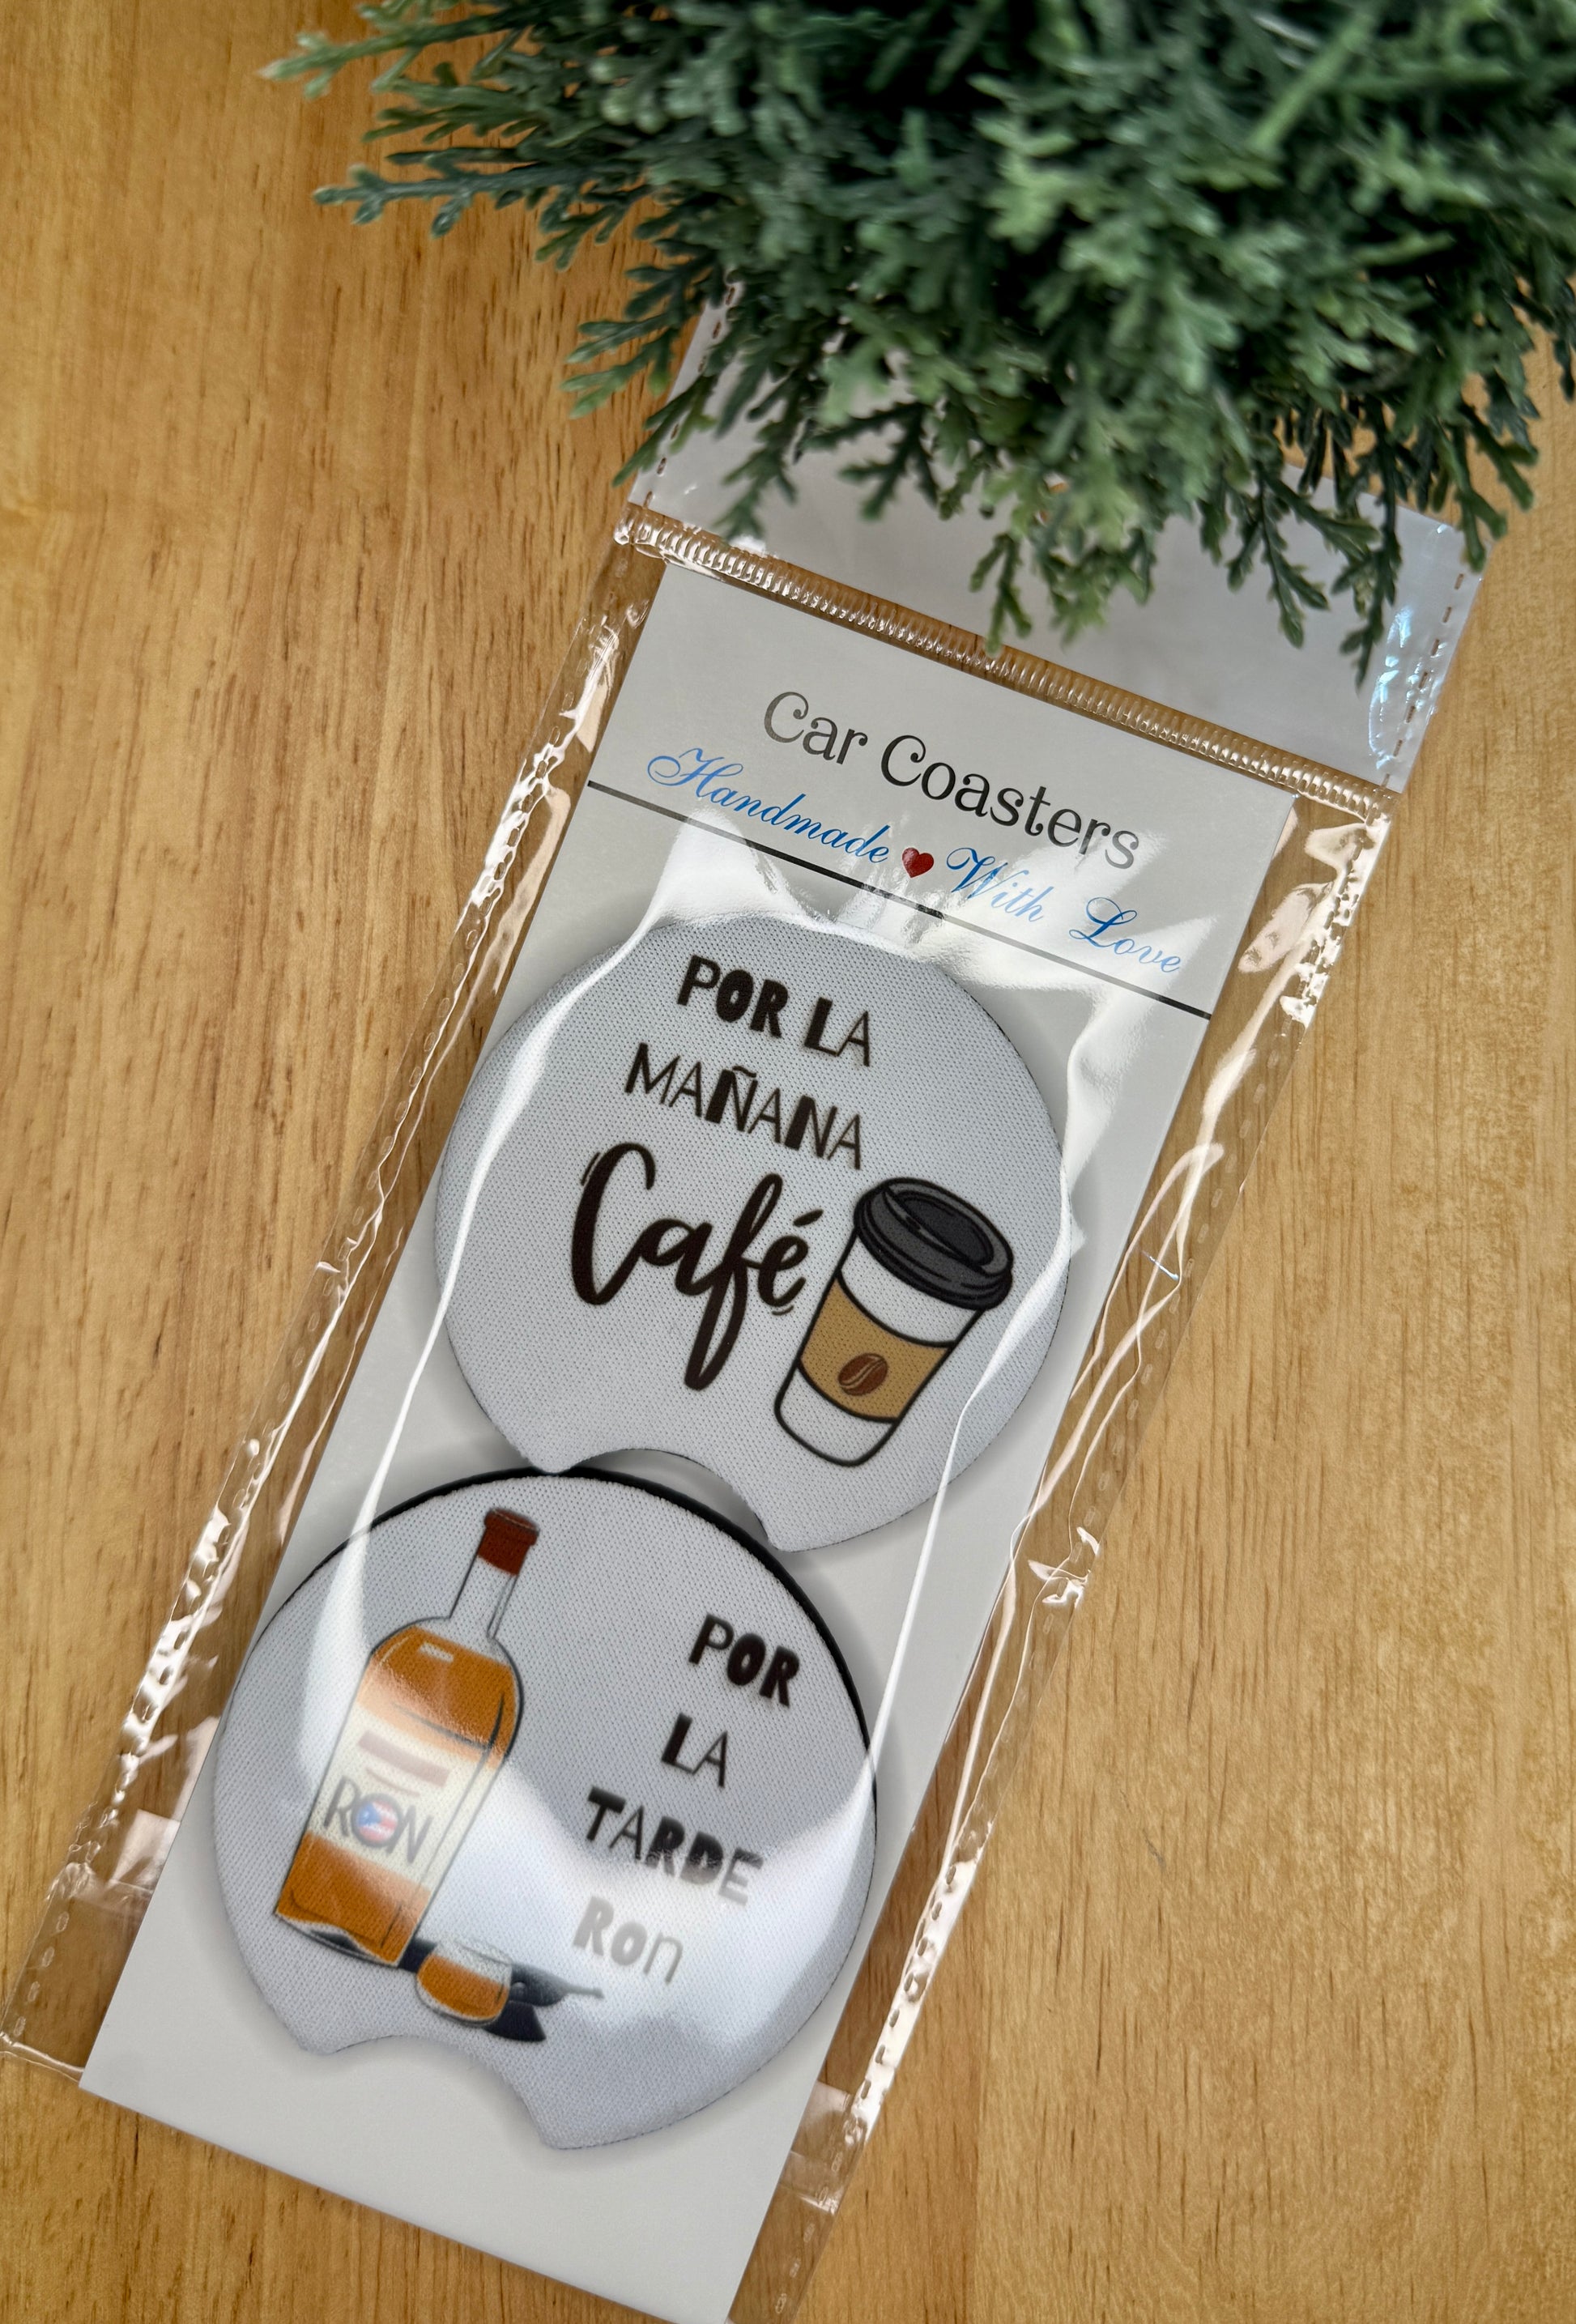 Car Coasters
Handmade With Love
POR LA
MAÑANA
Café
POR
LA
TARDE
Ron
RON